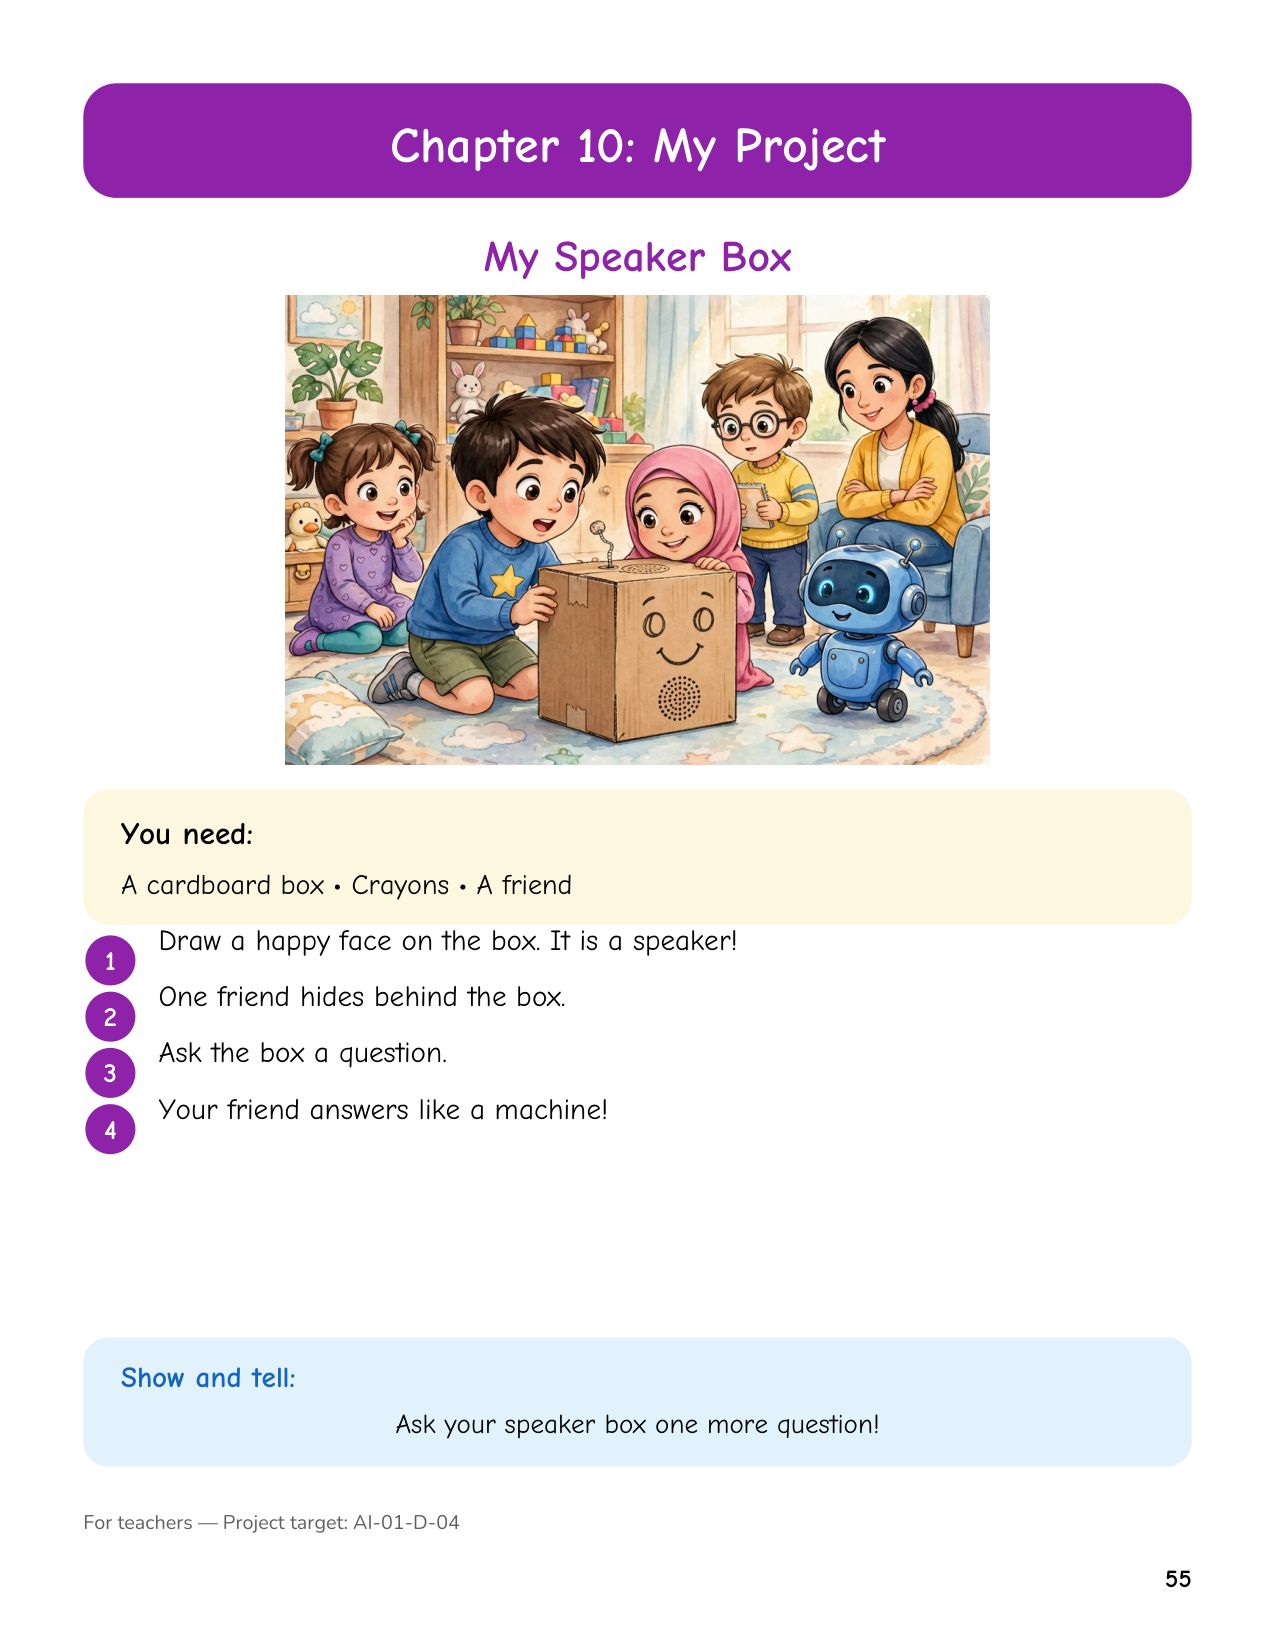 Chapter 10: My Project
My Speaker Box
You need:
A cardboard box • Crayons • A friend
1 Draw a happy face on the box. It is a speaker!
2 One friend hides behind the box.
3 Ask the box a question.
4 Your friend answers like a machine!
Show and tell:
Ask your speaker box one more question!
For teachers — Project target: AI-01-D-04
55